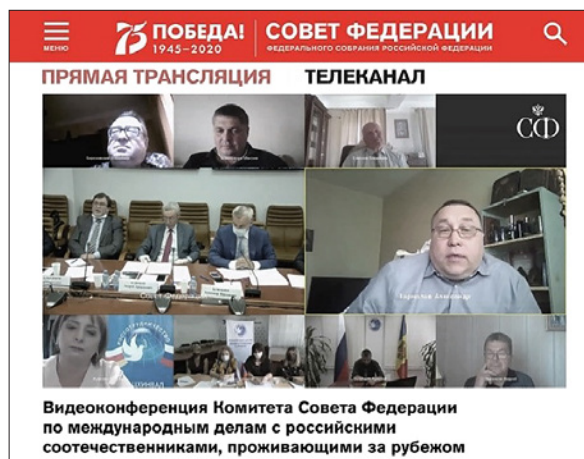 МЕНЮ
75 ПОБЕДА!
1945–2020
СОВЕТ ФЕДЕРАЦИИ
ФЕДЕРАЛЬНОГО СОБРАНИЯ РОССИЙСКОЙ ФЕДЕРАЦИИ
ПРЯМАЯ ТРАНСЛЯЦИЯ ТЕЛЕКАНАЛ
СФ
Видеоконференция Комитета Совета Федерации
по международным делам с российскими
соотечественниками, проживающими за рубежом